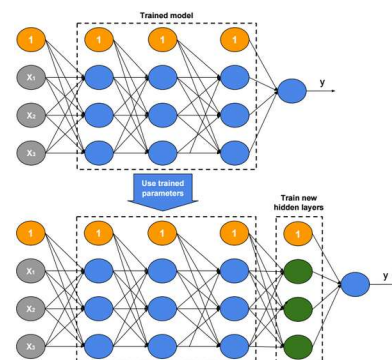 Trained model
1 1 1 1
X₁
y
X₂
X₃
Use trained
parameters
Train new
hidden layers
1 1 1 1 1
X₁
y
X₂
X₃